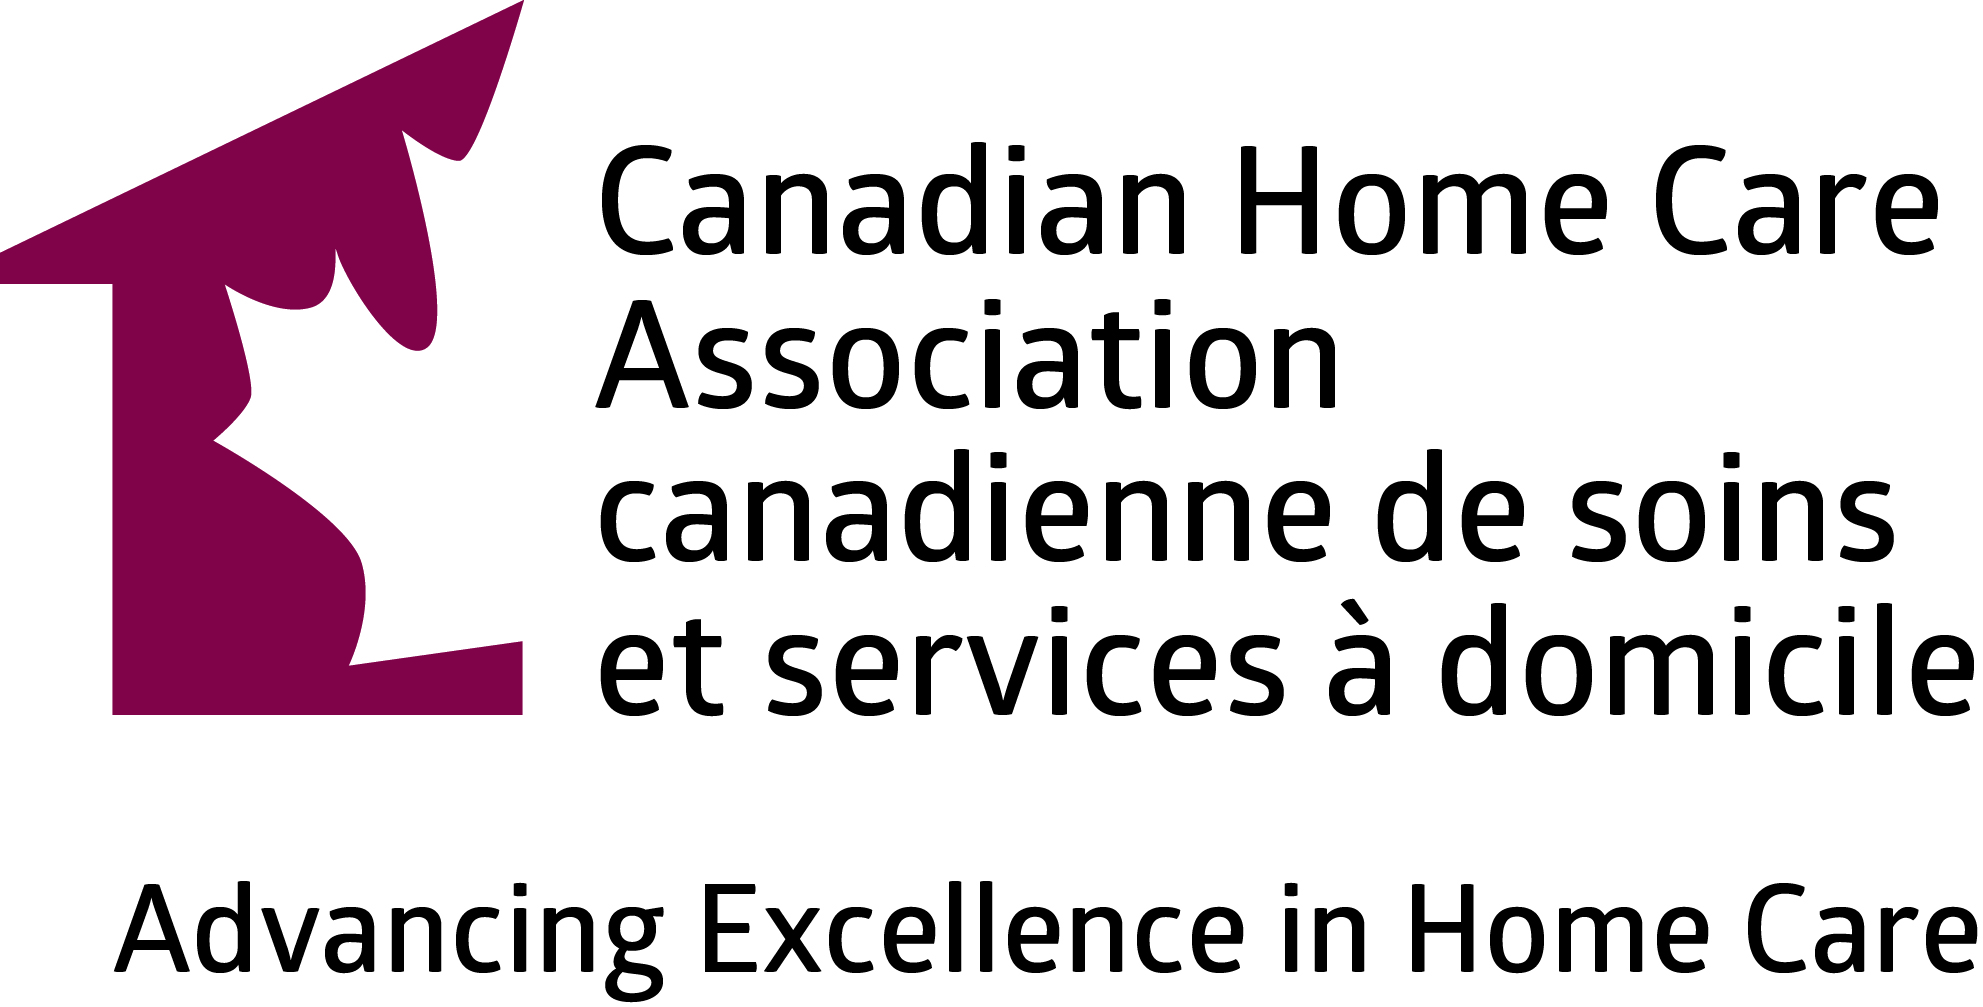 Canadian Home Care
Association
canadienne de soins
et services à domicile
Advancing Excellence in Home Care